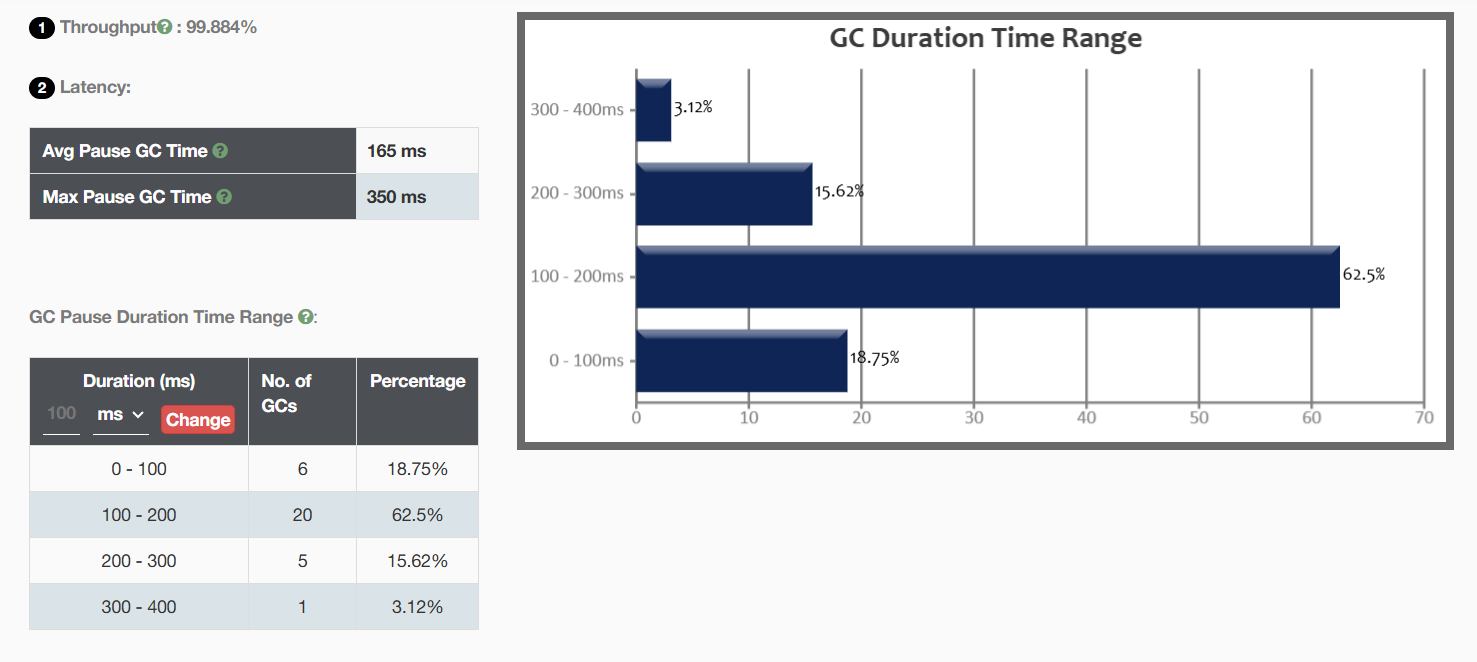 1 Throughput? : 99.884%
2 Latency:
Avg Pause GC Time ? 165 ms
Max Pause GC Time ? 350 ms
GC Pause Duration Time Range ?:
Duration (ms) No. of GCs Percentage
100 ms Change
0 - 100 6 18.75%
100 - 200 20 62.5%
200 - 300 5 15.62%
300 - 400 1 3.12%
GC Duration Time Range
300 - 400ms 3.12%
200 - 300ms 15.62%
100 - 200ms 62.5%
0 - 100ms 18.75%
0 10 20 30 40 50 60 70